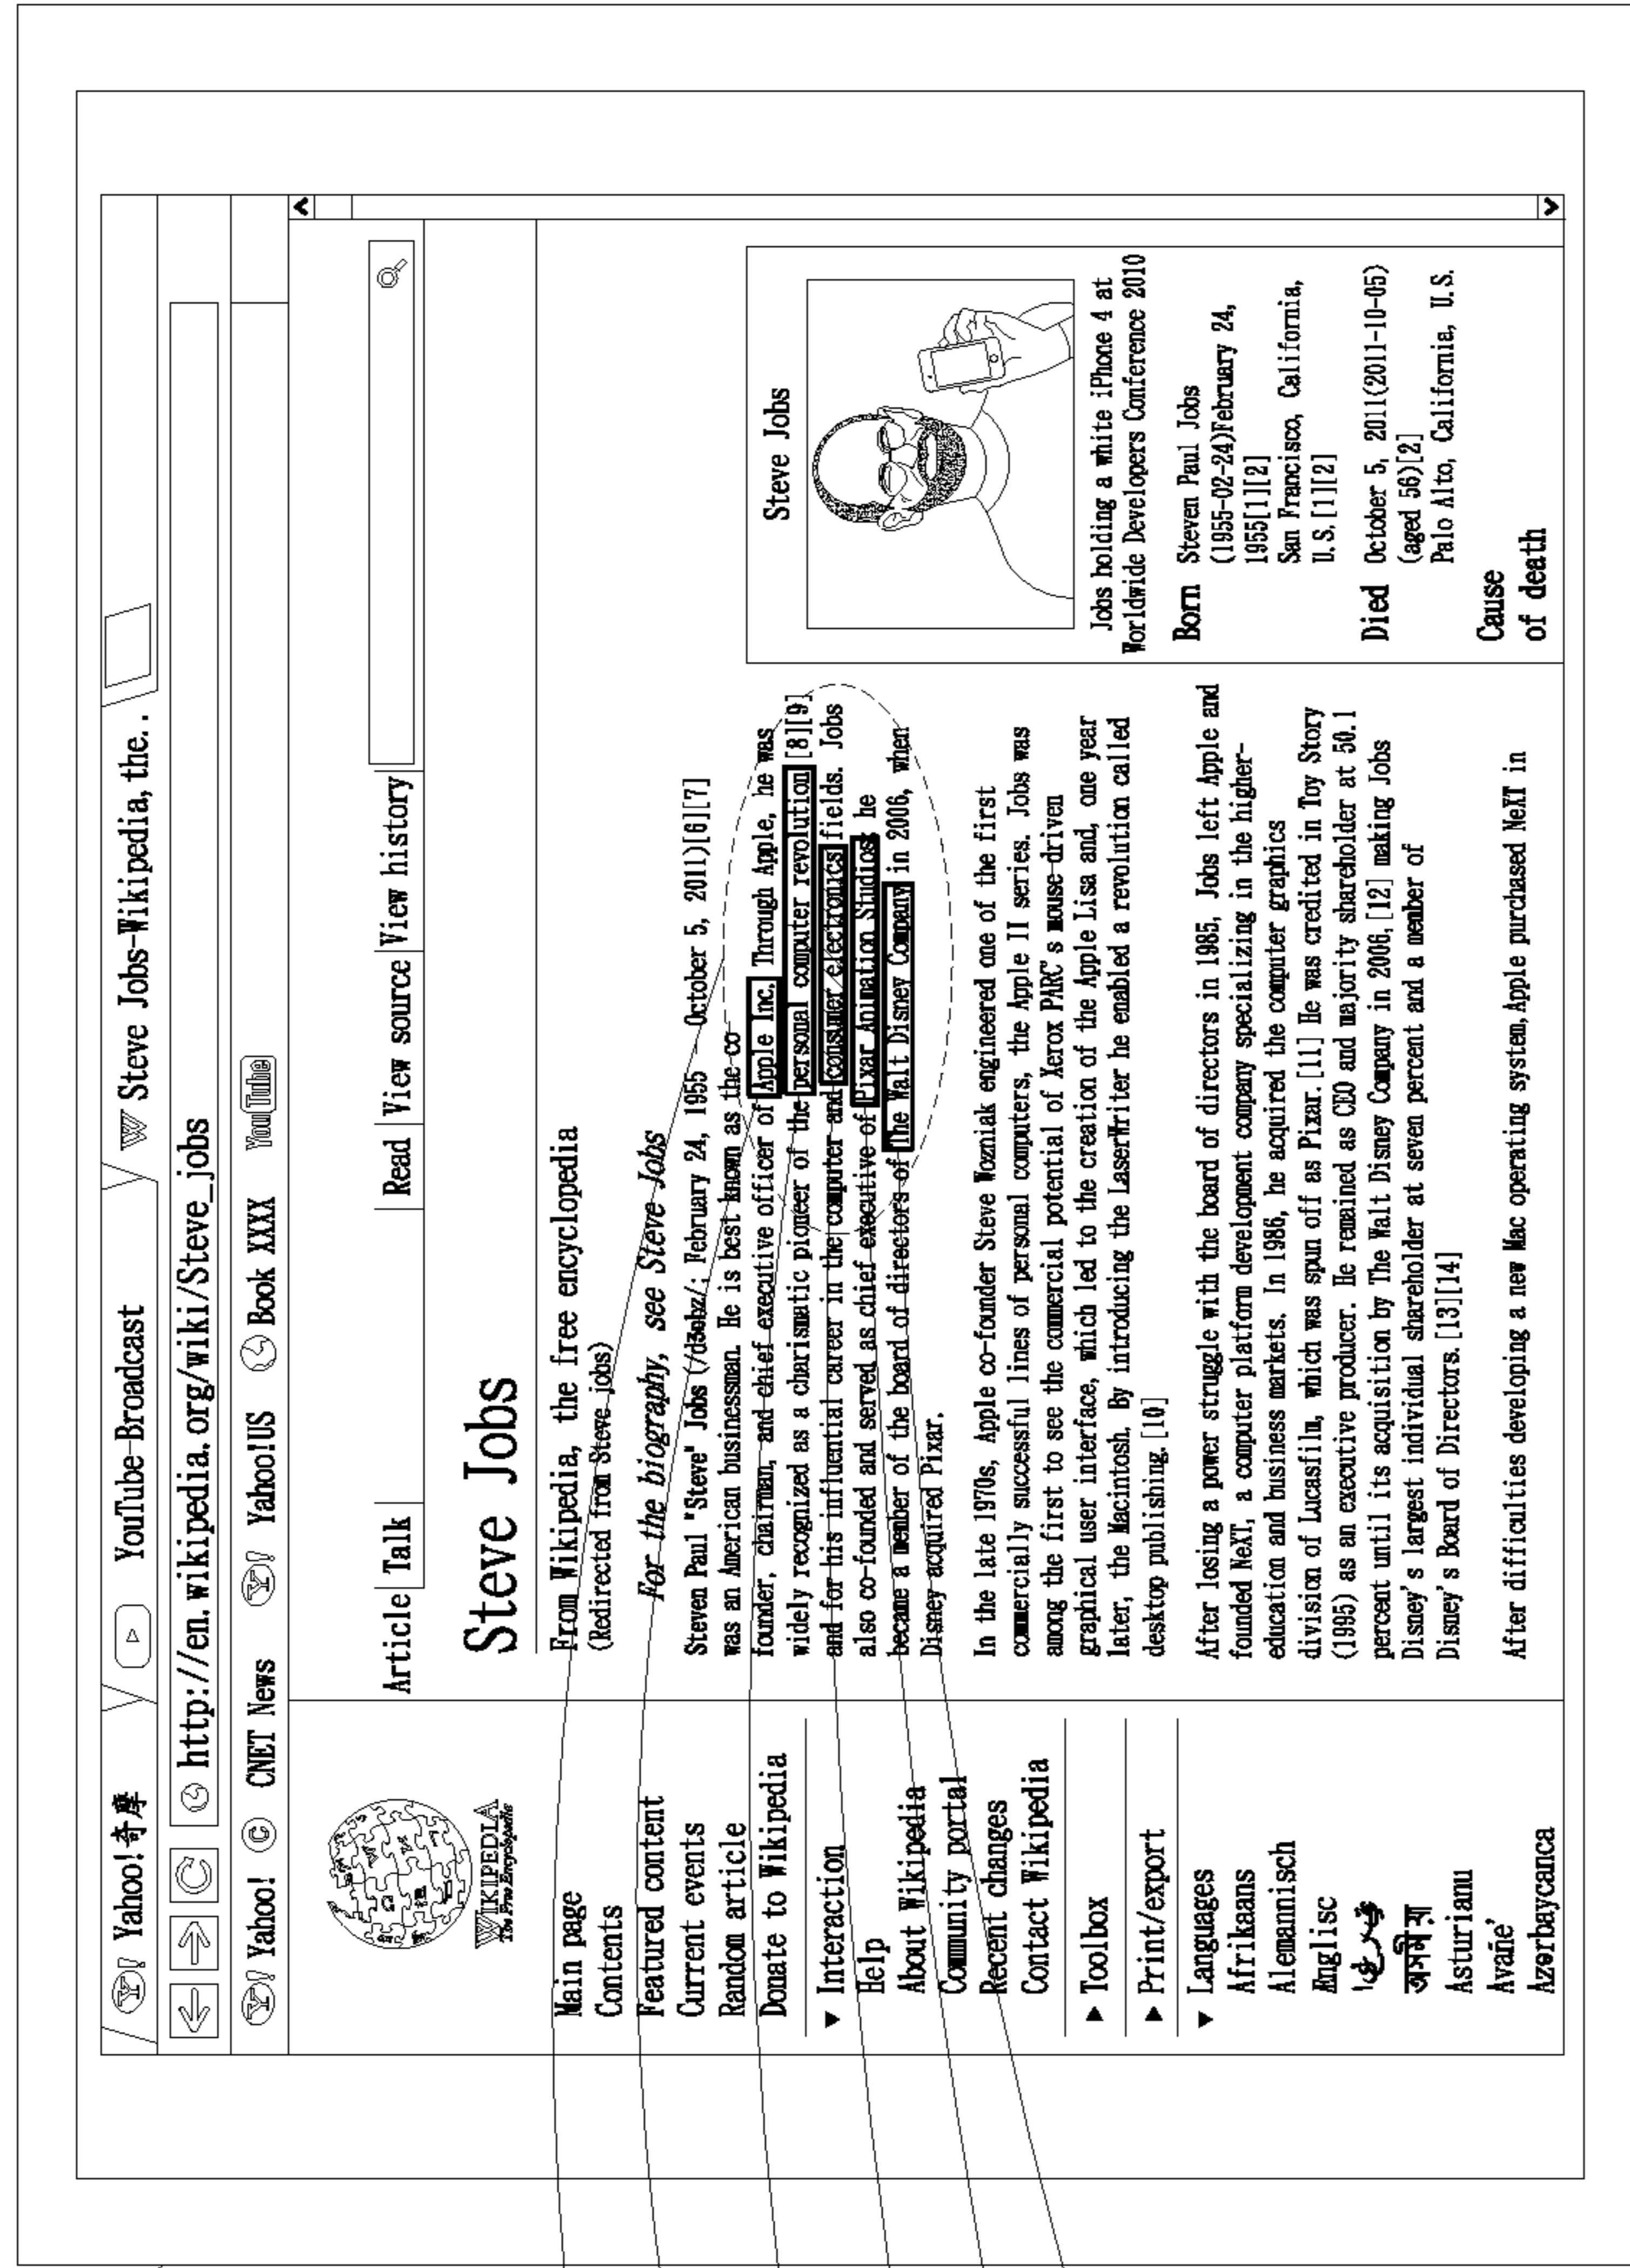 Yahoo!奇摩
YouTube-Broadcast
W Steve Jobs-Wikipedia, the..
http://en.wikipedia.org/wiki/Steve_jobs
Yahoo!
CNET News
Yahoo!US
Book XXXX
YouTube
WIKIPEDIA
The Free Encyclopedia
Main page
Contents
Featured content
Current events
Random article
Donate to Wikipedia
▼ Interaction
Help
About Wikipedia
Community portal
Recent changes
Contact Wikipedia
▶ Toolbox
▶ Print/export
▼ Languages
Afrikaans
Alemannisch
Ænglisc
অসমীয়া
Asturianu
Avañe'
Azərbaycanca
Article Talk
Read View source View history
Steve Jobs
From Wikipedia, the free encyclopedia
(Redirected from Steve jobs)
For the biography, see Steve Jobs
Steven Paul "Steve" Jobs (/dʒɒbz/; February 24, 1955 - October 5, 2011)[6][7]
was an American businessman. He is best known as the co-
founder, chairman, and chief executive officer of Apple Inc. Through Apple, he was
widely recognized as a charismatic pioneer of the personal computer revolution [8][9]
and for his influential career in the computer and consumer electronics fields. Jobs
also co-founded and served as chief executive of Pixar Animation Studios; he
became a member of the board of directors of The Walt Disney Company in 2006, when
Disney acquired Pixar.
In the late 1970s, Apple co-founder Steve Wozniak engineered one of the first
commercially successful lines of personal computers, the Apple II series. Jobs was
among the first to see the commercial potential of Xerox PARC's mouse-driven
graphical user interface, which led to the creation of the Apple Lisa and, one year
later, the Macintosh. By introducing the LaserWriter he enabled a revolution called
desktop publishing.[10]
After losing a power struggle with the board of directors in 1985, Jobs left Apple and
founded NeXT, a computer platform development company specializing in the higher-
education and business markets. In 1986, he acquired the computer graphics
division of Lucasfilm, which was spun off as Pixar.[11] He was credited in Toy Story
(1995) as an executive producer. He remained as CEO and majority shareholder at 50.1
percent until its acquisition by The Walt Disney Company in 2006,[12] making Jobs
Disney's largest individual shareholder at seven percent and a member of
Disney's Board of Directors.[13][14]
After difficulties developing a new Mac operating system, Apple purchased NeXT in
Steve Jobs
Jobs holding a white iPhone 4 at
Worldwide Developers Conference 2010
Born Steven Paul Jobs
(1955-02-24)February 24,
1955[1][2]
San Francisco, California,
U.S.[1][2]
Died October 5, 2011(2011-10-05)
(aged 56)[2]
Palo Alto, California, U.S.
Cause
of death